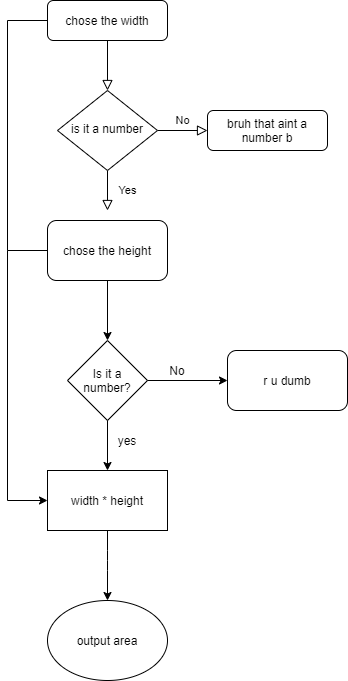 chose the width
is it a number
No
bruh that aint a
number b
Yes
chose the height
Is it a
number?
No
r u dumb
yes
width * height
output area